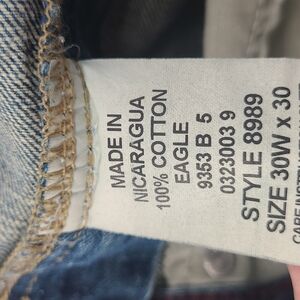 MADE IN
NICARAGUA
100% COTTON
EAGLE
9353 B 5
0323003 9
STYLE 8989
SIZE 30W x 30